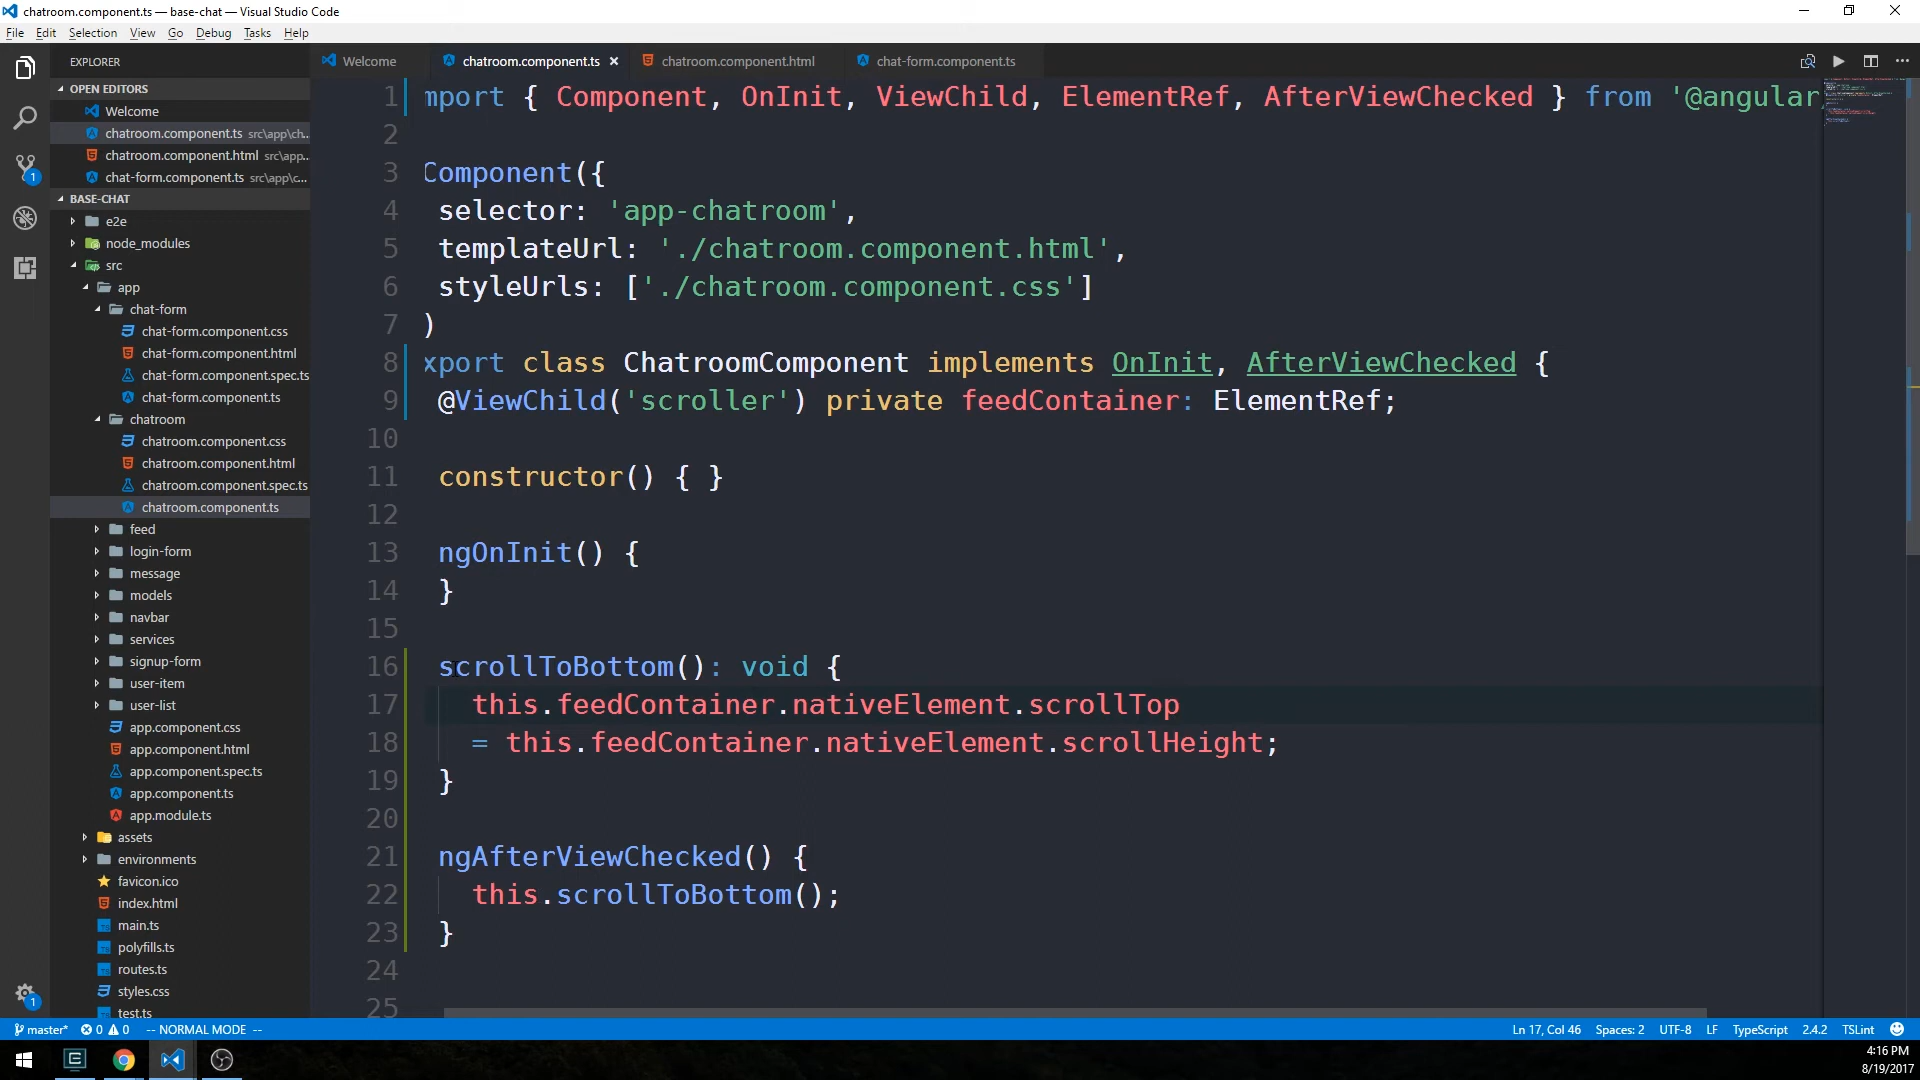 chatroom.component.ts — base-chat — Visual Studio Code
File Edit Selection View Go Debug Tasks Help
EXPLORER
OPEN EDITORS
Welcome
chatroom.component.ts src\app\ch...
chatroom.component.html src\app...
chat-form.component.ts src\app\c...
BASE-CHAT
e2e
node_modules
src
app
chat-form
chat-form.component.css
chat-form.component.html
chat-form.component.spec.ts
chat-form.component.ts
chatroom
chatroom.component.css
chatroom.component.html
chatroom.component.spec.ts
chatroom.component.ts
feed
login-form
message
models
navbar
services
signup-form
user-item
user-list
app.component.css
app.component.html
app.component.spec.ts
app.component.ts
app.module.ts
assets
environments
favicon.ico
index.html
main.ts
polyfills.ts
routes.ts
styles.css
test.ts
1
1
Welcome chatroom.component.ts chatroom.component.html chat-form.component.ts
1 mport { Component, OnInit, ViewChild, ElementRef, AfterViewChecked } from '@angular
2
3 Component({
4 selector: 'app-chatroom',
5 templateUrl: './chatroom.component.html',
6 styleUrls: ['./chatroom.component.css']
7 )
8 xport class ChatroomComponent implements OnInit, AfterViewChecked {
9 @ViewChild('scroller') private feedContainer: ElementRef;
10
11 constructor() { }
12
13 ngOnInit() {
14 }
15
16 scrollToBottom(): void {
17 this.feedContainer.nativeElement.scrollTop
18 = this.feedContainer.nativeElement.scrollHeight;
19 }
20
21 ngAfterViewChecked() {
22 this.scrollToBottom();
23 }
24
25
master* 0 0 -- NORMAL MODE -- Ln 17, Col 46 Spaces: 2 UTF-8 LF TypeScript 2.4.2 TSLint
4:16 PM
8/19/2017